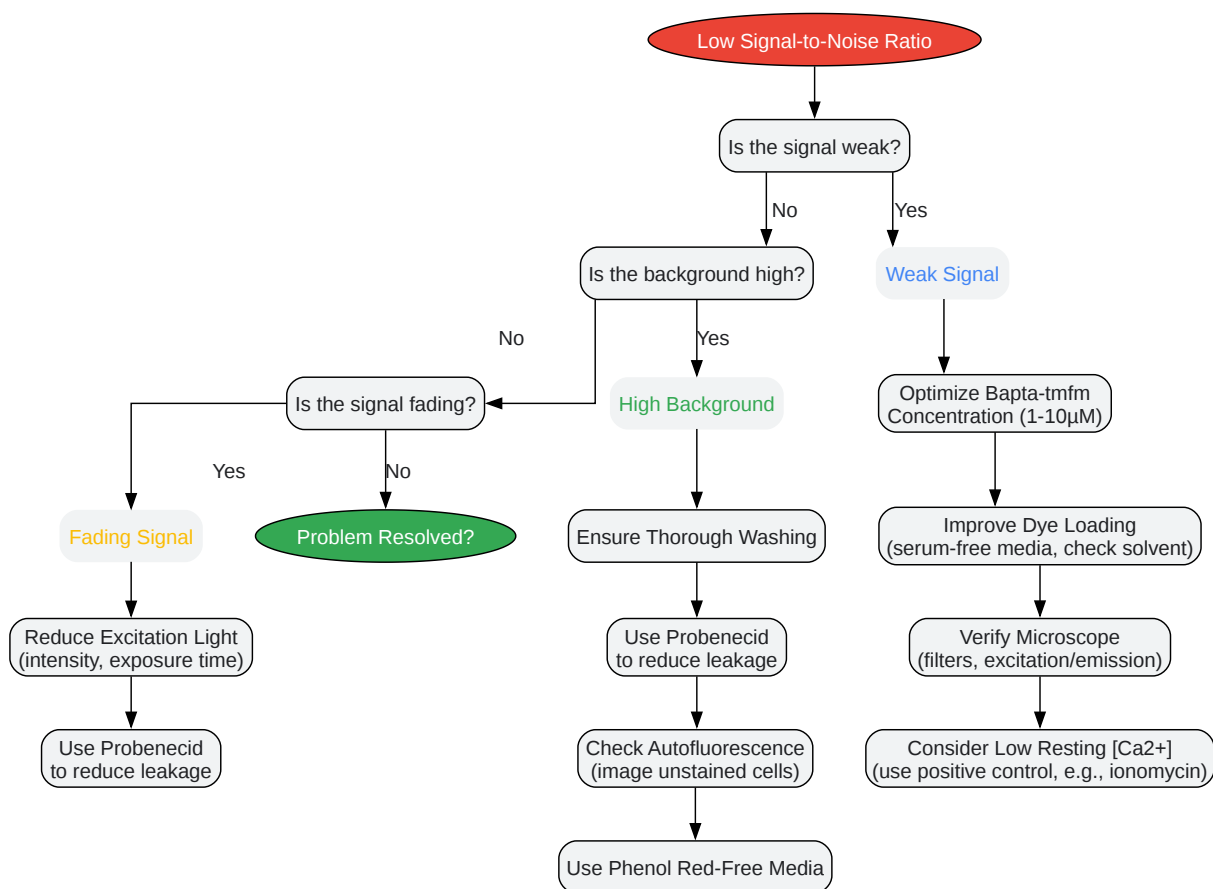 Low Signal-to-Noise Ratio
Is the signal weak?
No
Yes
Is the background high?
Weak Signal
No
Yes
Is the signal fading?
High Background
Optimize Bapta-tmfm
Concentration (1-10µM)
Yes
No
Fading Signal
Problem Resolved?
Ensure Thorough Washing
Improve Dye Loading
(serum-free media, check solvent)
Reduce Excitation Light
(intensity, exposure time)
Use Probenecid
to reduce leakage
Verify Microscope
(filters, excitation/emission)
Use Probenecid
to reduce leakage
Check Autofluorescence
(image unstained cells)
Consider Low Resting [Ca2+]
(use positive control, e.g., ionomycin)
Use Phenol Red-Free Media